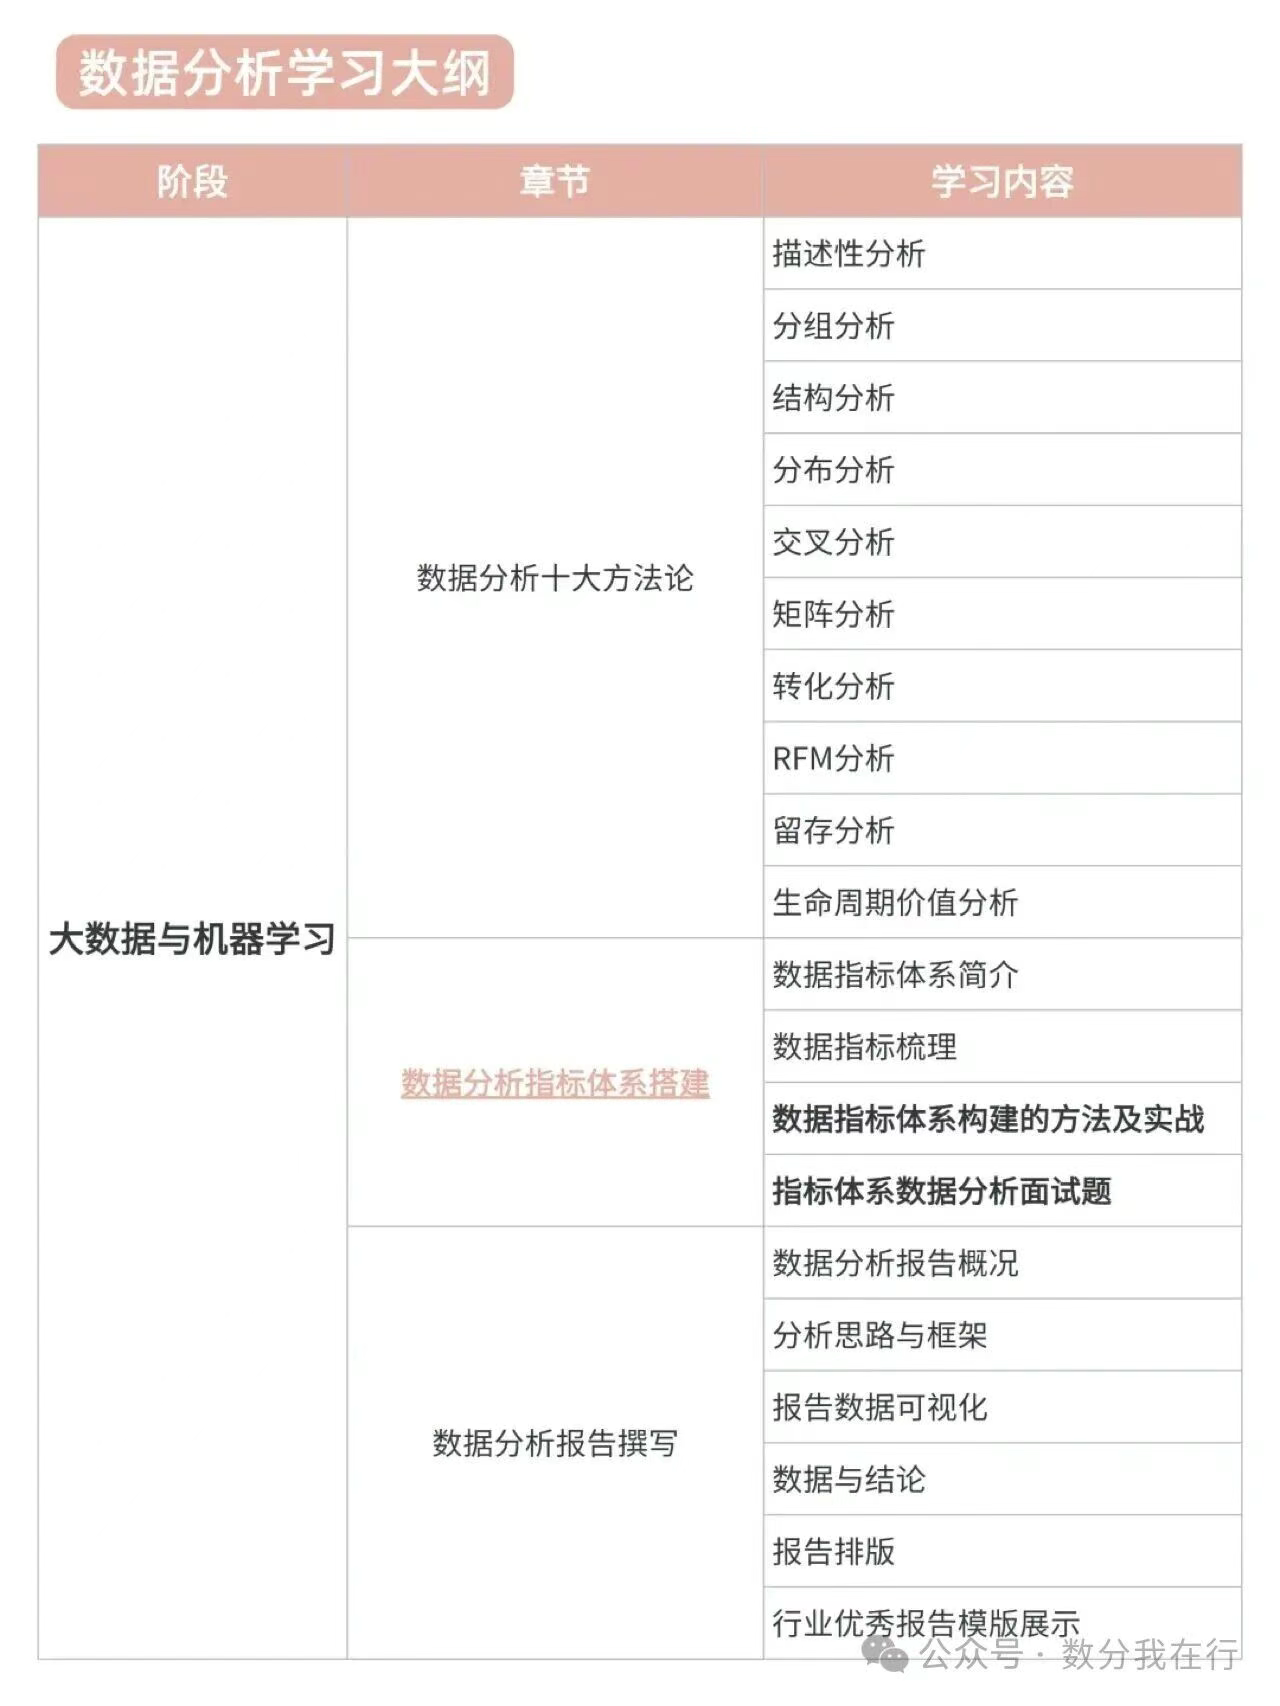 数据分析学习大纲
阶段 章节 学习内容
描述性分析
分组分析
结构分析
分布分析
交叉分析
数据分析十大方法论
矩阵分析
转化分析
RFM分析
留存分析
生命周期价值分析
大数据与机器学习
数据指标体系简介
数据指标梳理
数据分析指标体系搭建
数据指标体系构建的方法及实战
指标体系数据分析面试题
数据分析报告概况
分析思路与框架
报告数据可视化
数据分析报告撰写
数据与结论
报告排版
行业优秀报告模版展示
公众号·数分我在行